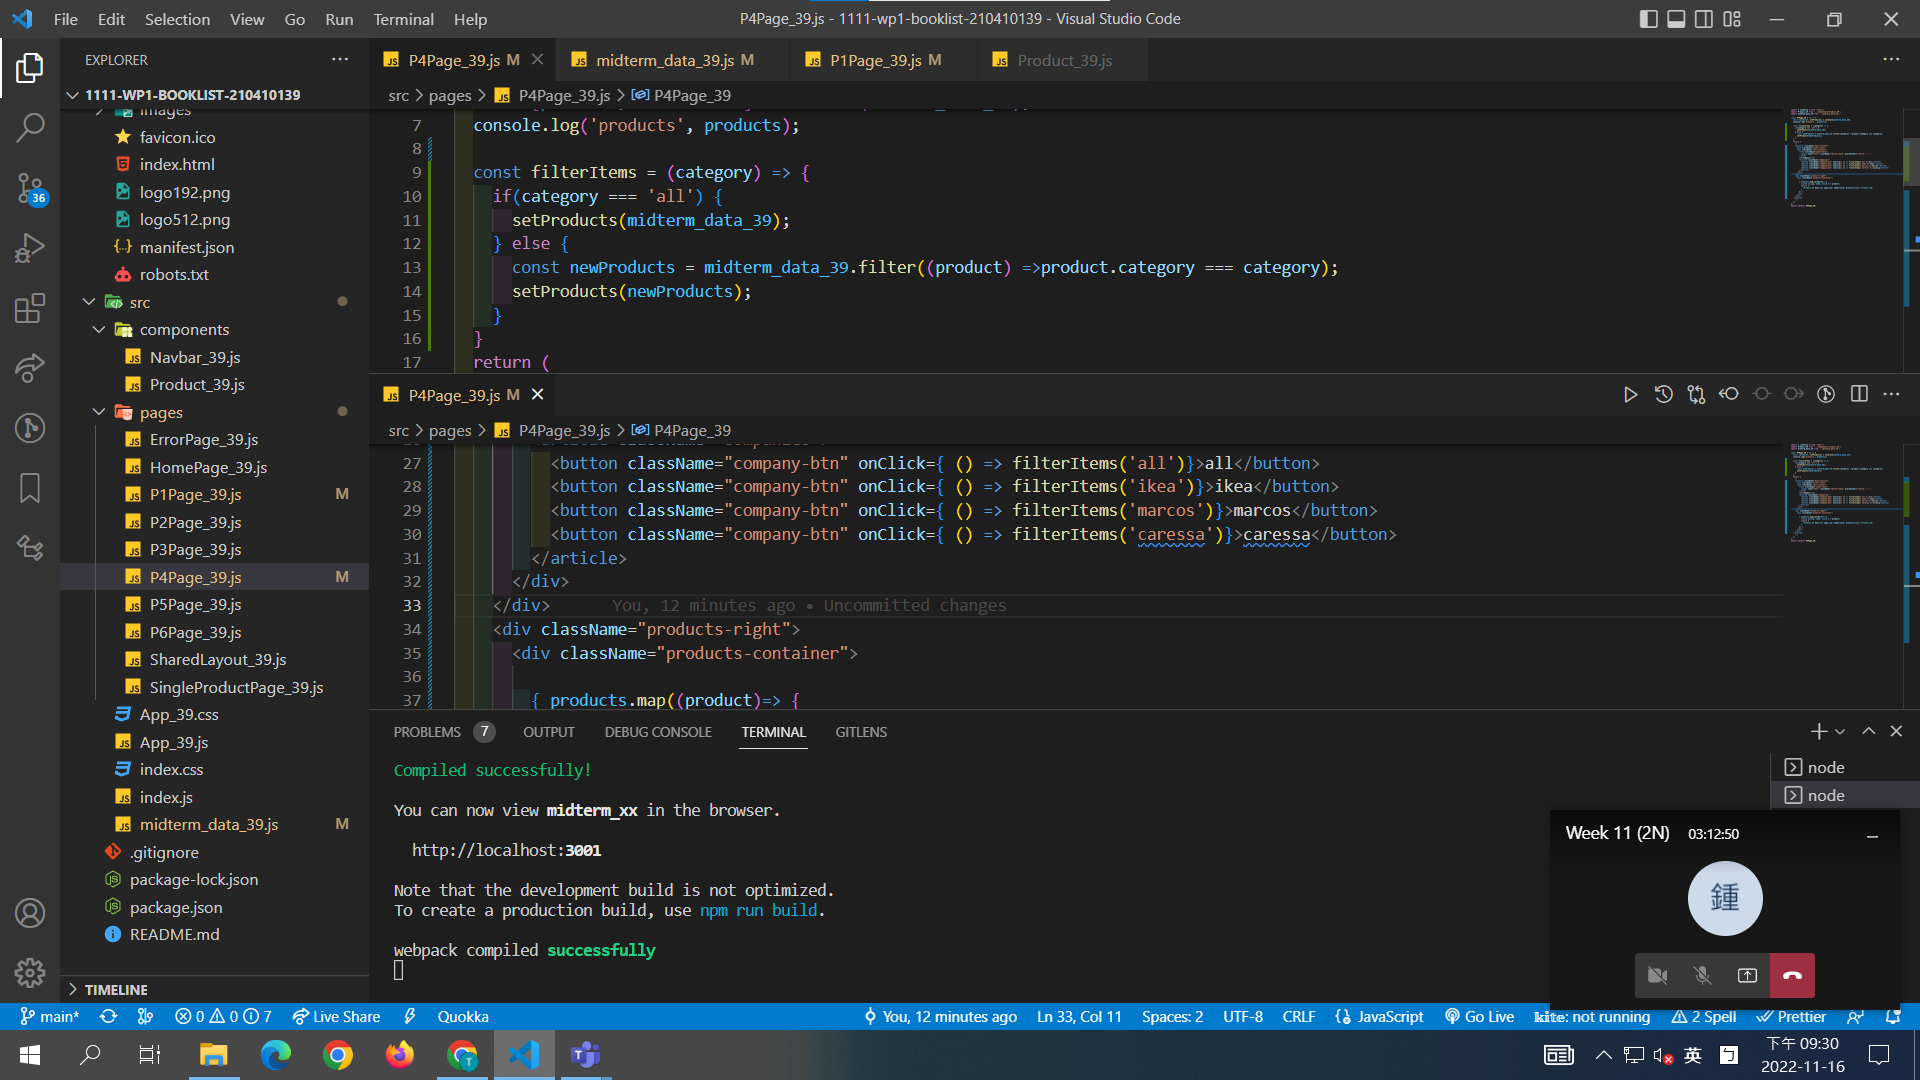 File Edit Selection View Go Run Terminal Help
P4Page_39.js - 1111-wp1-booklist-210410139 - Visual Studio Code
EXPLORER
1111-WP1-BOOKLIST-210410139
images
favicon.ico
index.html
logo192.png
logo512.png
manifest.json
robots.txt
src
components
Navbar_39.js
Product_39.js
pages
ErrorPage_39.js
HomePage_39.js
P1Page_39.js M
P2Page_39.js
P3Page_39.js
P4Page_39.js M
P5Page_39.js
P6Page_39.js
SharedLayout_39.js
SingleProductPage_39.js
App_39.css
App_39.js
index.css
index.js
midterm_data_39.js M
.gitignore
package-lock.json
package.json
README.md
TIMELINE
36
P4Page_39.js M midterm_data_39.js M P1Page_39.js M Product_39.js
src > pages > P4Page_39.js > P4Page_39
7 console.log('products', products);
8
9 const filterItems = (category) => {
10 if(category === 'all') {
11 setProducts(midterm_data_39);
12 } else {
13 const newProducts = midterm_data_39.filter((product) =>product.category === category);
14 setProducts(newProducts);
15 }
16 }
17 return (
P4Page_39.js M
src > pages > P4Page_39.js > P4Page_39
27 <button className="company-btn" onClick={ () => filterItems('all')}>all</button>
28 <button className="company-btn" onClick={ () => filterItems('ikea')}>ikea</button>
29 <button className="company-btn" onClick={ () => filterItems('marcos')}>marcos</button>
30 <button className="company-btn" onClick={ () => filterItems('caressa')}>caressa</button>
31 </article>
32 </div>
33 </div> You, 12 minutes ago • Uncommitted changes
34 <div className="products-right">
35 <div className="products-container">
36
37 { products.map((product)=> {
PROBLEMS 7 OUTPUT DEBUG CONSOLE TERMINAL GITLENS
Compiled successfully!
You can now view midterm_xx in the browser.
http://localhost:3001
Note that the development build is not optimized.
To create a production build, use npm run build.
webpack compiled successfully
node
node
Week 11 (2N) 03:12:50
鍾
main* 0 0 7 Live Share Quokka You, 12 minutes ago Ln 33, Col 11 Spaces: 2 UTF-8 CRLF JavaScript Go Live kite: not running 2 Spell Prettier
英
下午 09:30
2022-11-16